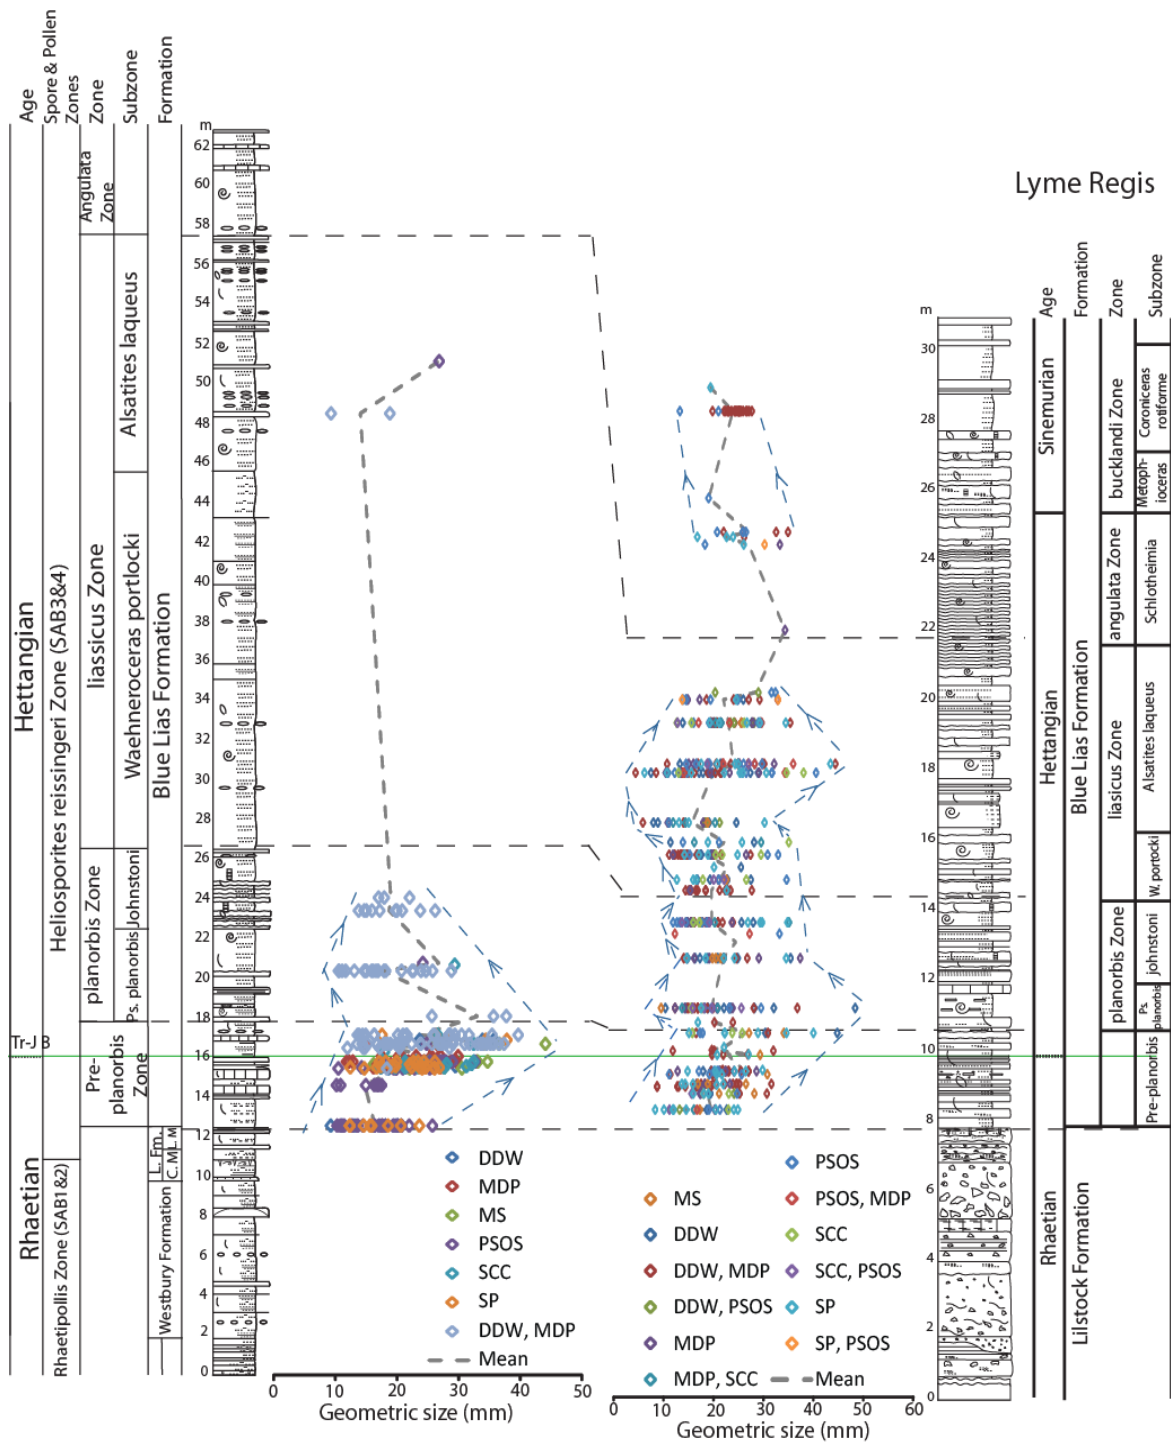 Age
Spore & Pollen
Zones
Zone
Subzone
Formation
m
62
60
58
56
54
52
50
48
46
44
42
40
38
36
34
32
30
28
26
24
22
20
18
16
14
12
10
8
6
4
2
0
Hettangian
Rhaetian
Tr-J B
Heliosporites reissingeri Zone (SAB3&4)
Rhaetipollis Zone (SAB1&2)
Angulata
Zone
liassicus Zone
planorbis Zone
Pre-
planorbis
Zone
Alsatites laqueus
Waehneroceras portlocki
Johnstoni
Ps. planorbis
Blue Lias Formation
L. Fm.
C. M.
L. M
Westbury Formation
DDW
MDP
MS
PSOS
SCC
SP
DDW, MDP
Mean
0
10
20
30
40
50
Geometric size (mm)
MS
DDW
DDW, MDP
DDW, PSOS
MDP
MDP, SCC
PSOS
PSOS, MDP
SCC
SCC, PSOS
SP
SP, PSOS
Mean
0
10
20
30
40
50
60
Geometric size (mm)
Lyme Regis
m
30
28
26
24
22
20
18
16
14
12
10
8
6
4
2
0
Age
Formation
Zone
Subzone
Sinemurian
Hettangian
Rhaetian
Blue Lias Formation
Lilstock Formation
bucklandi Zone
angulata Zone
liasicus Zone
planorbis Zone
Coroniceras
rotiforme
Metoph-
ioceras
Schlotheimia
Alsatites laqueus
W. portocki
johnstoni
Ps.
planorbis
Pre-planorbis